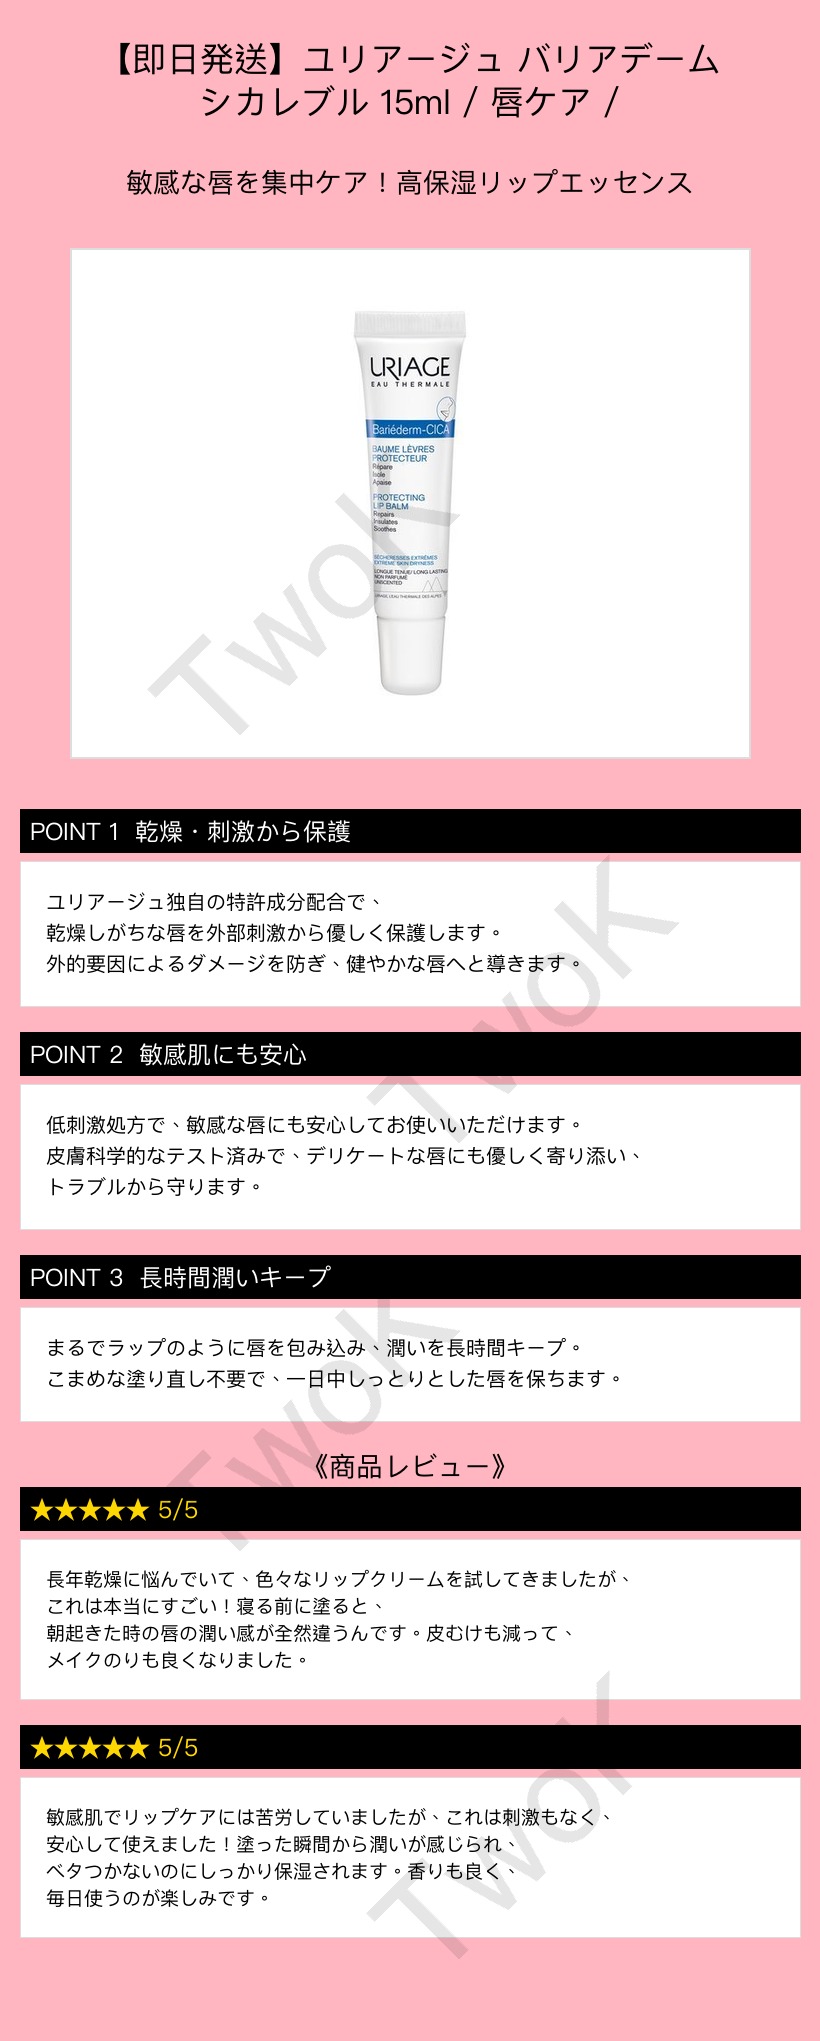 【即日発送】ユリアージュ バリアデーム
シカレブル 15ml / 唇ケア /
敏感な唇を集中ケア！高保湿リップエッセンス
URIAGE
EAU THERMALE
Bariéderm-CICA
BAUME LÈVRES
PROTECTEUR
Répare
Isole
Apaise
PROTECTING
LIP BALM
Repairs
Insulates
Soothes
SÉCHERESSES EXTRÊMES
EXTREME SKIN DRYNESS
LONGUE TENUE/ LONG LASTING
NON PARFUMÉ
UNSCENTED
URIAGE, L'EAU THERMALE DES ALPES
TwoK
POINT 1 乾燥・刺激から保護
ユリアージュ独自の特許成分配合で、
乾燥しがちな唇を外部刺激から優しく保護します。
外的要因によるダメージを防ぎ、健やかな唇へと導きます。
TwoK
POINT 2 敏感肌にも安心
低刺激処方で、敏感な唇にも安心してお使いいただけます。
皮膚科学的なテスト済みで、デリケートな唇にも優しく寄り添い、
トラブルから守ります。
POINT 3 長時間潤いキープ
まるでラップのように唇を包み込み、潤いを長時間キープ。
こまめな塗り直し不要で、一日中しっとりとした唇を保ちます。
TwoK
《商品レビュー》
★★★★★ 5/5
長年乾燥に悩んでいて、色々なリップクリームを試してきましたが、
これは本当にすごい！寝る前に塗ると、
朝起きた時の唇の潤い感が全然違うんです。皮むけも減って、
メイクのりも良くなりました。
★★★★★ 5/5
敏感肌でリップケアには苦労していましたが、これは刺激もなく、
安心して使えました！塗った瞬間から潤いが感じられ、
ベタつかないのにしっかり保湿されます。香りも良く、
毎日使うのが楽しみです。
TwoK